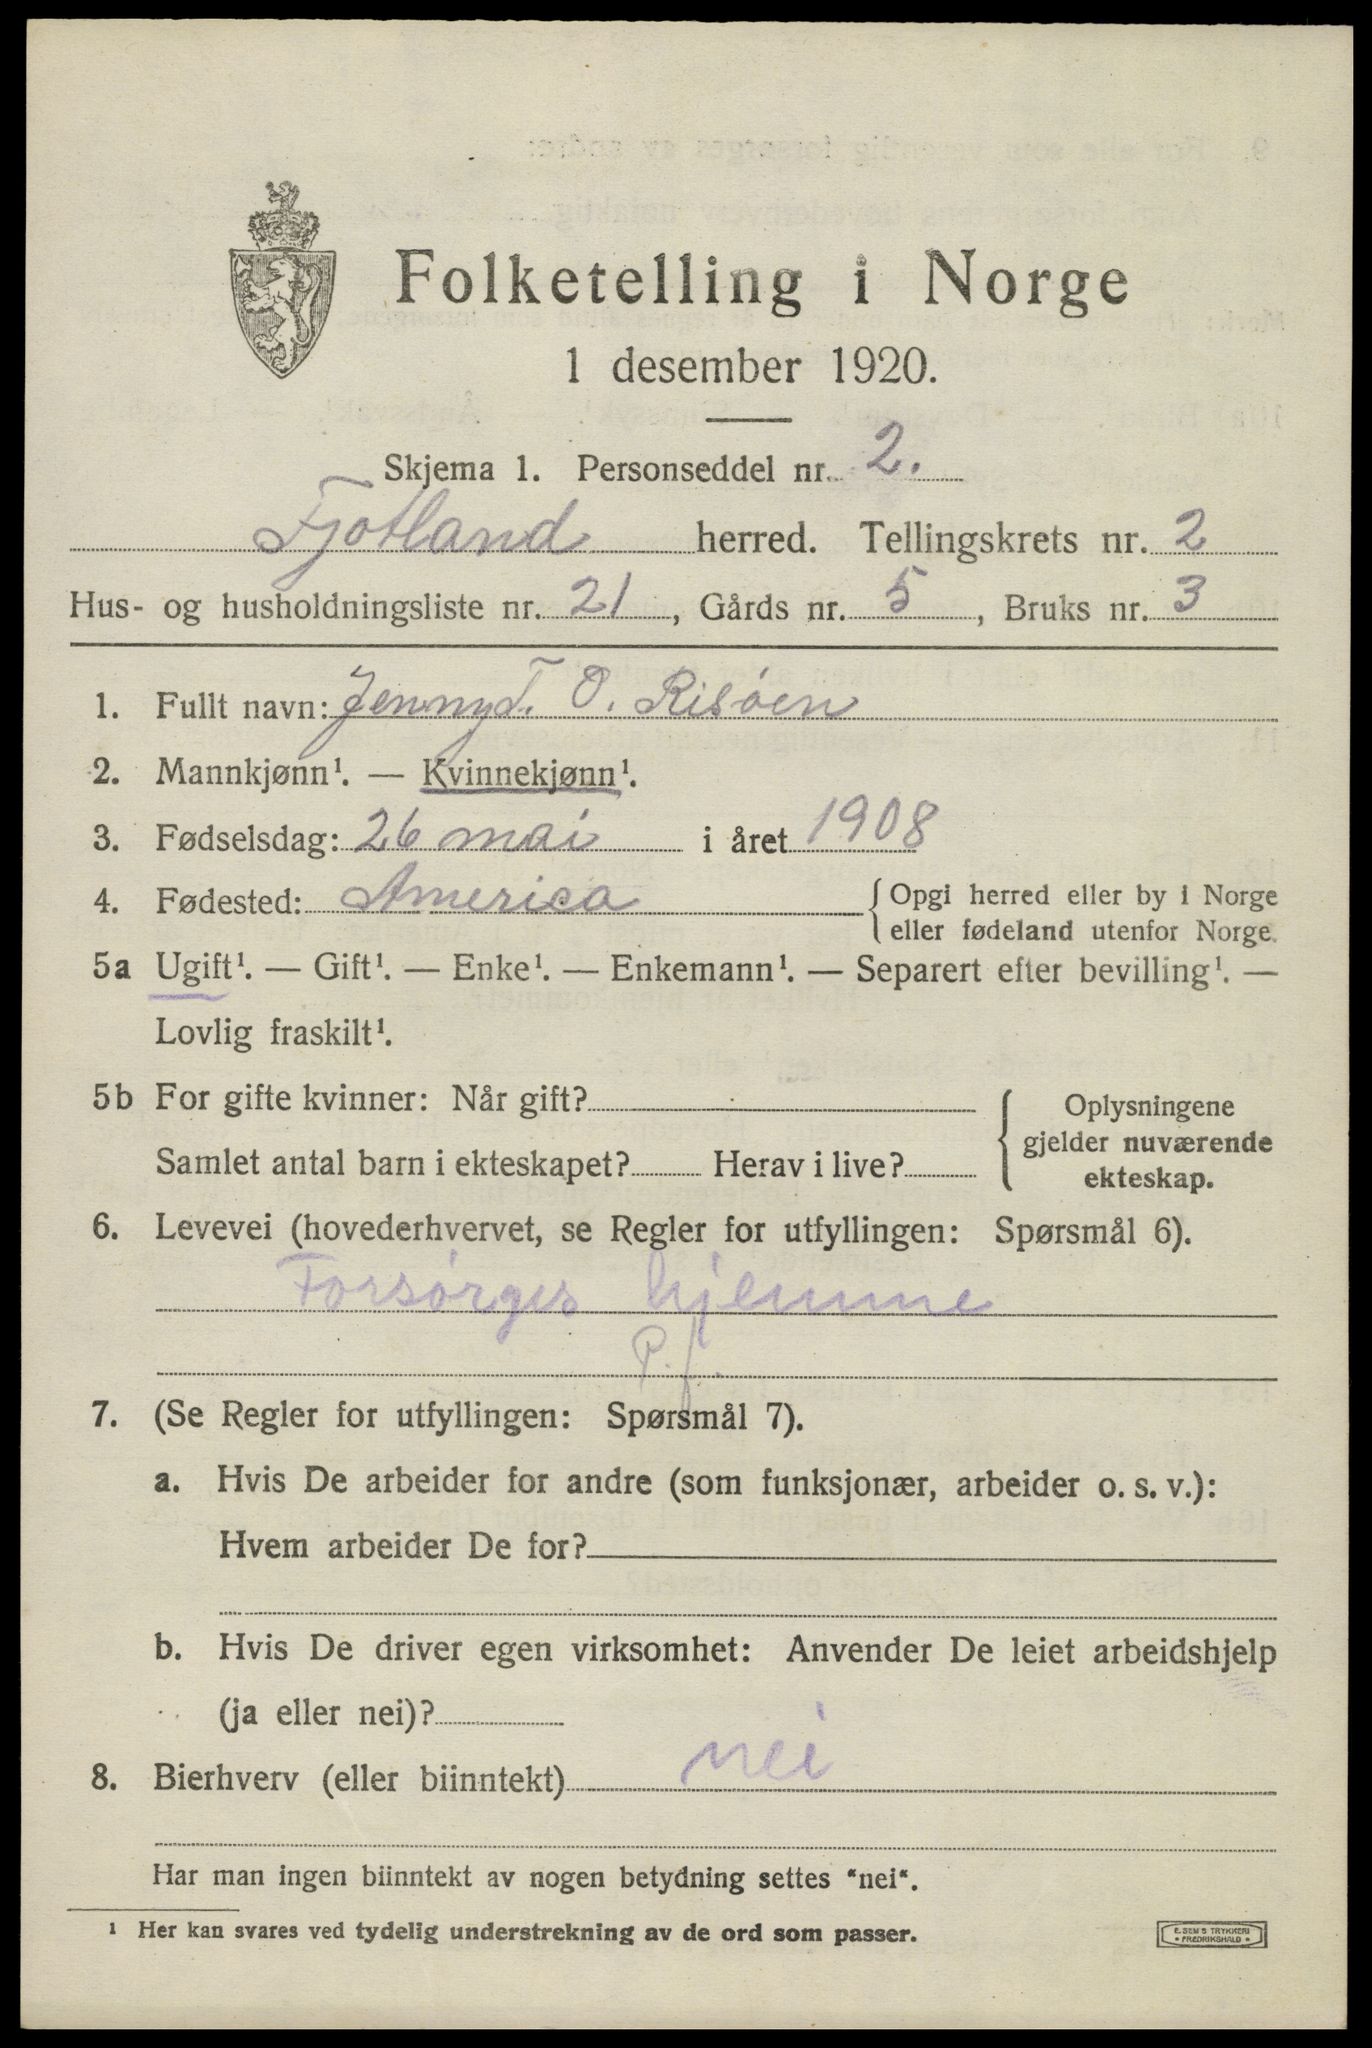 Folketelling i Norge
1 desember 1920.
Skjema 1. Personseddel nr. 2.
Fjotland herred. Tellingskrets nr. 2
Hus- og husholdningsliste nr. 21, Gårds nr. 5, Bruks nr. 3
1. Fullt navn: Jenny T. O. Risöen
2. Mannkjønn¹. — Kvinnekjønn¹.
3. Fødselsdag: 26 mai i året 1908
4. Fødested: America {Opgi herred eller by i Norge
eller fødeland utenfor Norge.
5a Ugift¹. — Gift¹. — Enke¹. — Enkemann¹. — Separert efter bevilling¹. —
Lovlig fraskilt¹.
5b For gifte kvinner: Når gift? Oplysningene
gjelder nuværende
Samlet antal barn i ekteskapet? Herav i live? ekteskap.
6. Levevei (hovederhvervet, se Regler for utfyllingen: Spørsmål 6).
Forsörges hjemme
P.f.
7. (Se Regler for utfyllingen: Spørsmål 7).
a. Hvis De arbeider for andre (som funksjonær, arbeider o. s. v.):
Hvem arbeider De for?
b. Hvis De driver egen virksomhet: Anvender De leiet arbeidshjelp
(ja eller nei)?
8. Bierhverv (eller biinntekt) nei
Har man ingen biinntekt av nogen betydning settes "nei".
¹ Her kan svares ved tydelig understrekning av de ord som passer.
E. SEM'S TRYKKERI
• FREDRIKSHALD •